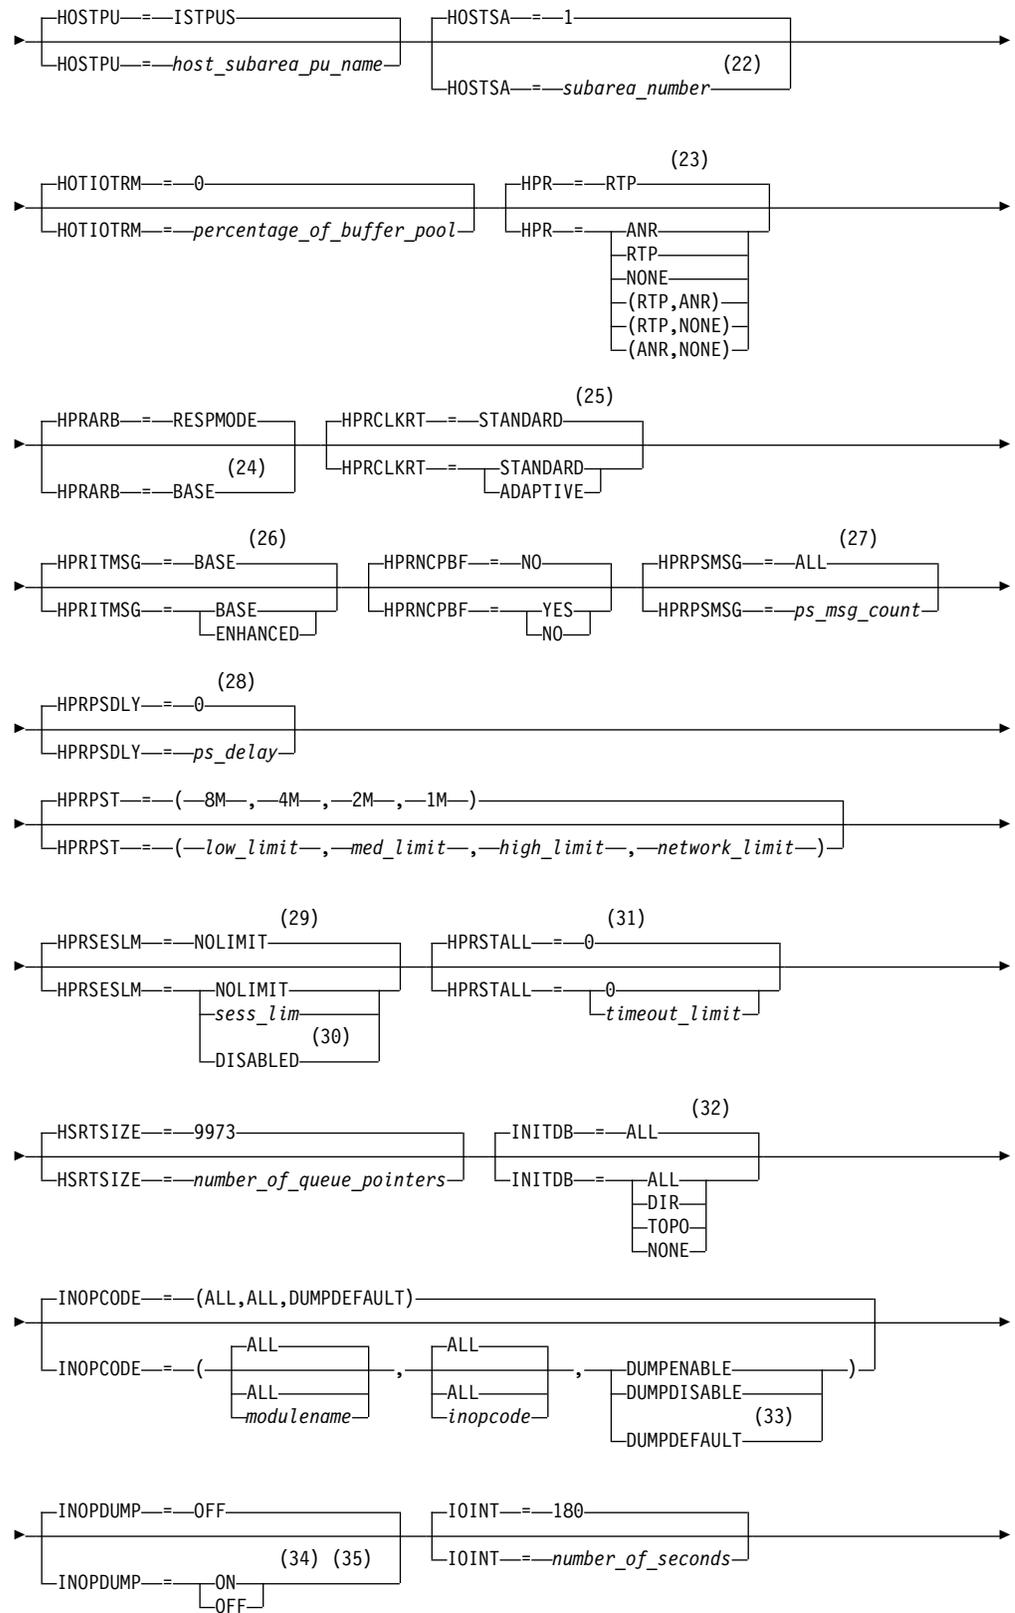 HOSTPU = ISTPUS HOSTSA = 1
HOSTPU = host_subarea_pu_name (22)
HOSTSA = subarea_number
(23)
HOTIOTRM = 0 HPR = RTP
HOTIOTRM = percentage_of_buffer_pool HPR = ANR
RTP
NONE
(RTP,ANR)
(RTP,NONE)
(ANR,NONE)
(25)
HPRARB = RESPMODE HPRCLKRT = STANDARD
(24) HPRCLKRT = STANDARD
HPRARB = BASE ADAPTIVE
(26) (27)
HPRITMSG = BASE HPRNCPBF = NO HPRPSMSG = ALL
HPRITMSG = BASE HPRNCPBF = YES HPRPSMSG = ps_msg_count
ENHANCED NO
(28)
HPRPSDLY = 0
HPRPSDLY = ps_delay
HPRPST = ( 8M , 4M , 2M , 1M )
HPRPST = ( low_limit , med_limit , high_limit , network_limit )
(29) (31)
HPRSESLM = NOLIMIT HPRSTALL = 0
HPRSESLM = NOLIMIT HPRSTALL = 0
sess_lim timeout_limit
(30)
DISABLED
(32)
HSRTSIZE = 9973 INITDB = ALL
HSRTSIZE = number_of_queue_pointers INITDB = ALL
DIR
TOPO
NONE
INOPCODE = (ALL,ALL,DUMPDEFAULT)
ALL ALL
INOPCODE = ( , , DUMPENABLE )
ALL ALL DUMPDISABLE
modulename inopcode (33)
DUMPDEFAULT
INOPDUMP = OFF IOINT = 180
(34) (35) IOINT = number_of_seconds
INOPDUMP = ON
OFF